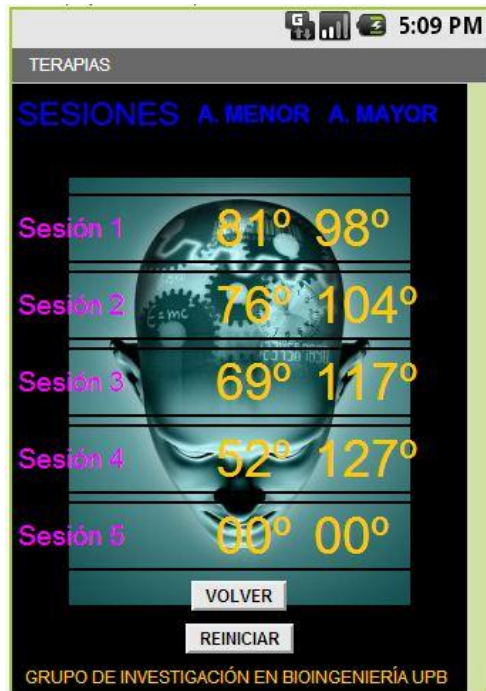 5:09 PM
TERAPIAS
SESIONES A. MENOR A. MAYOR
Sesión 1 81º 98º
Sesión 2 76º 104º
Sesión 3 69º 117º
Sesión 4 52º 127º
Sesión 5 00º 00º
VOLVER
REINICIAR
GRUPO DE INVESTIGACIÓN EN BIOINGENIERÍA UPB